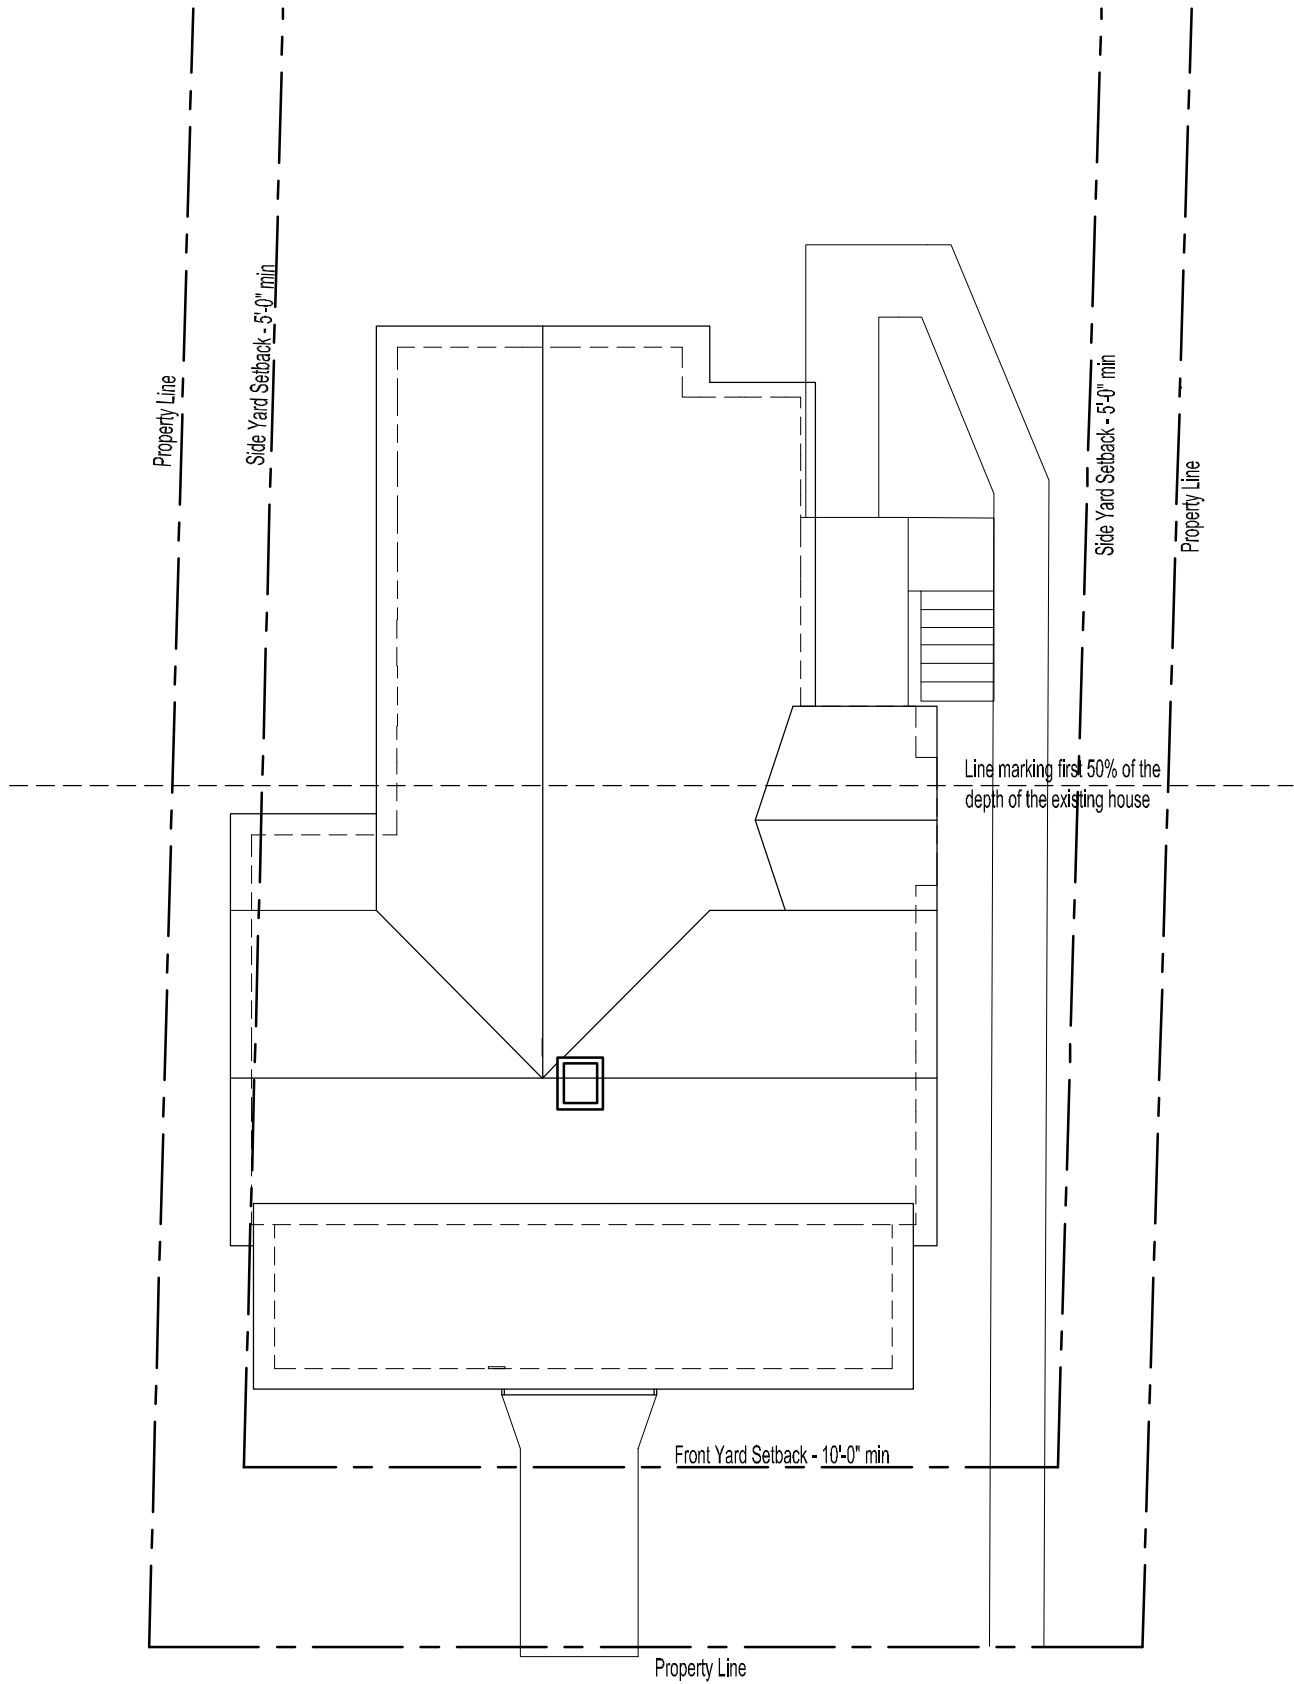 Side Yard Setback - 5'-0" min
Property Line
Side Yard Setback - 5'-0" min
Property Line
Line marking first 50% of the
depth of the existing house
Front Yard Setback - 10'-0" min
Property Line